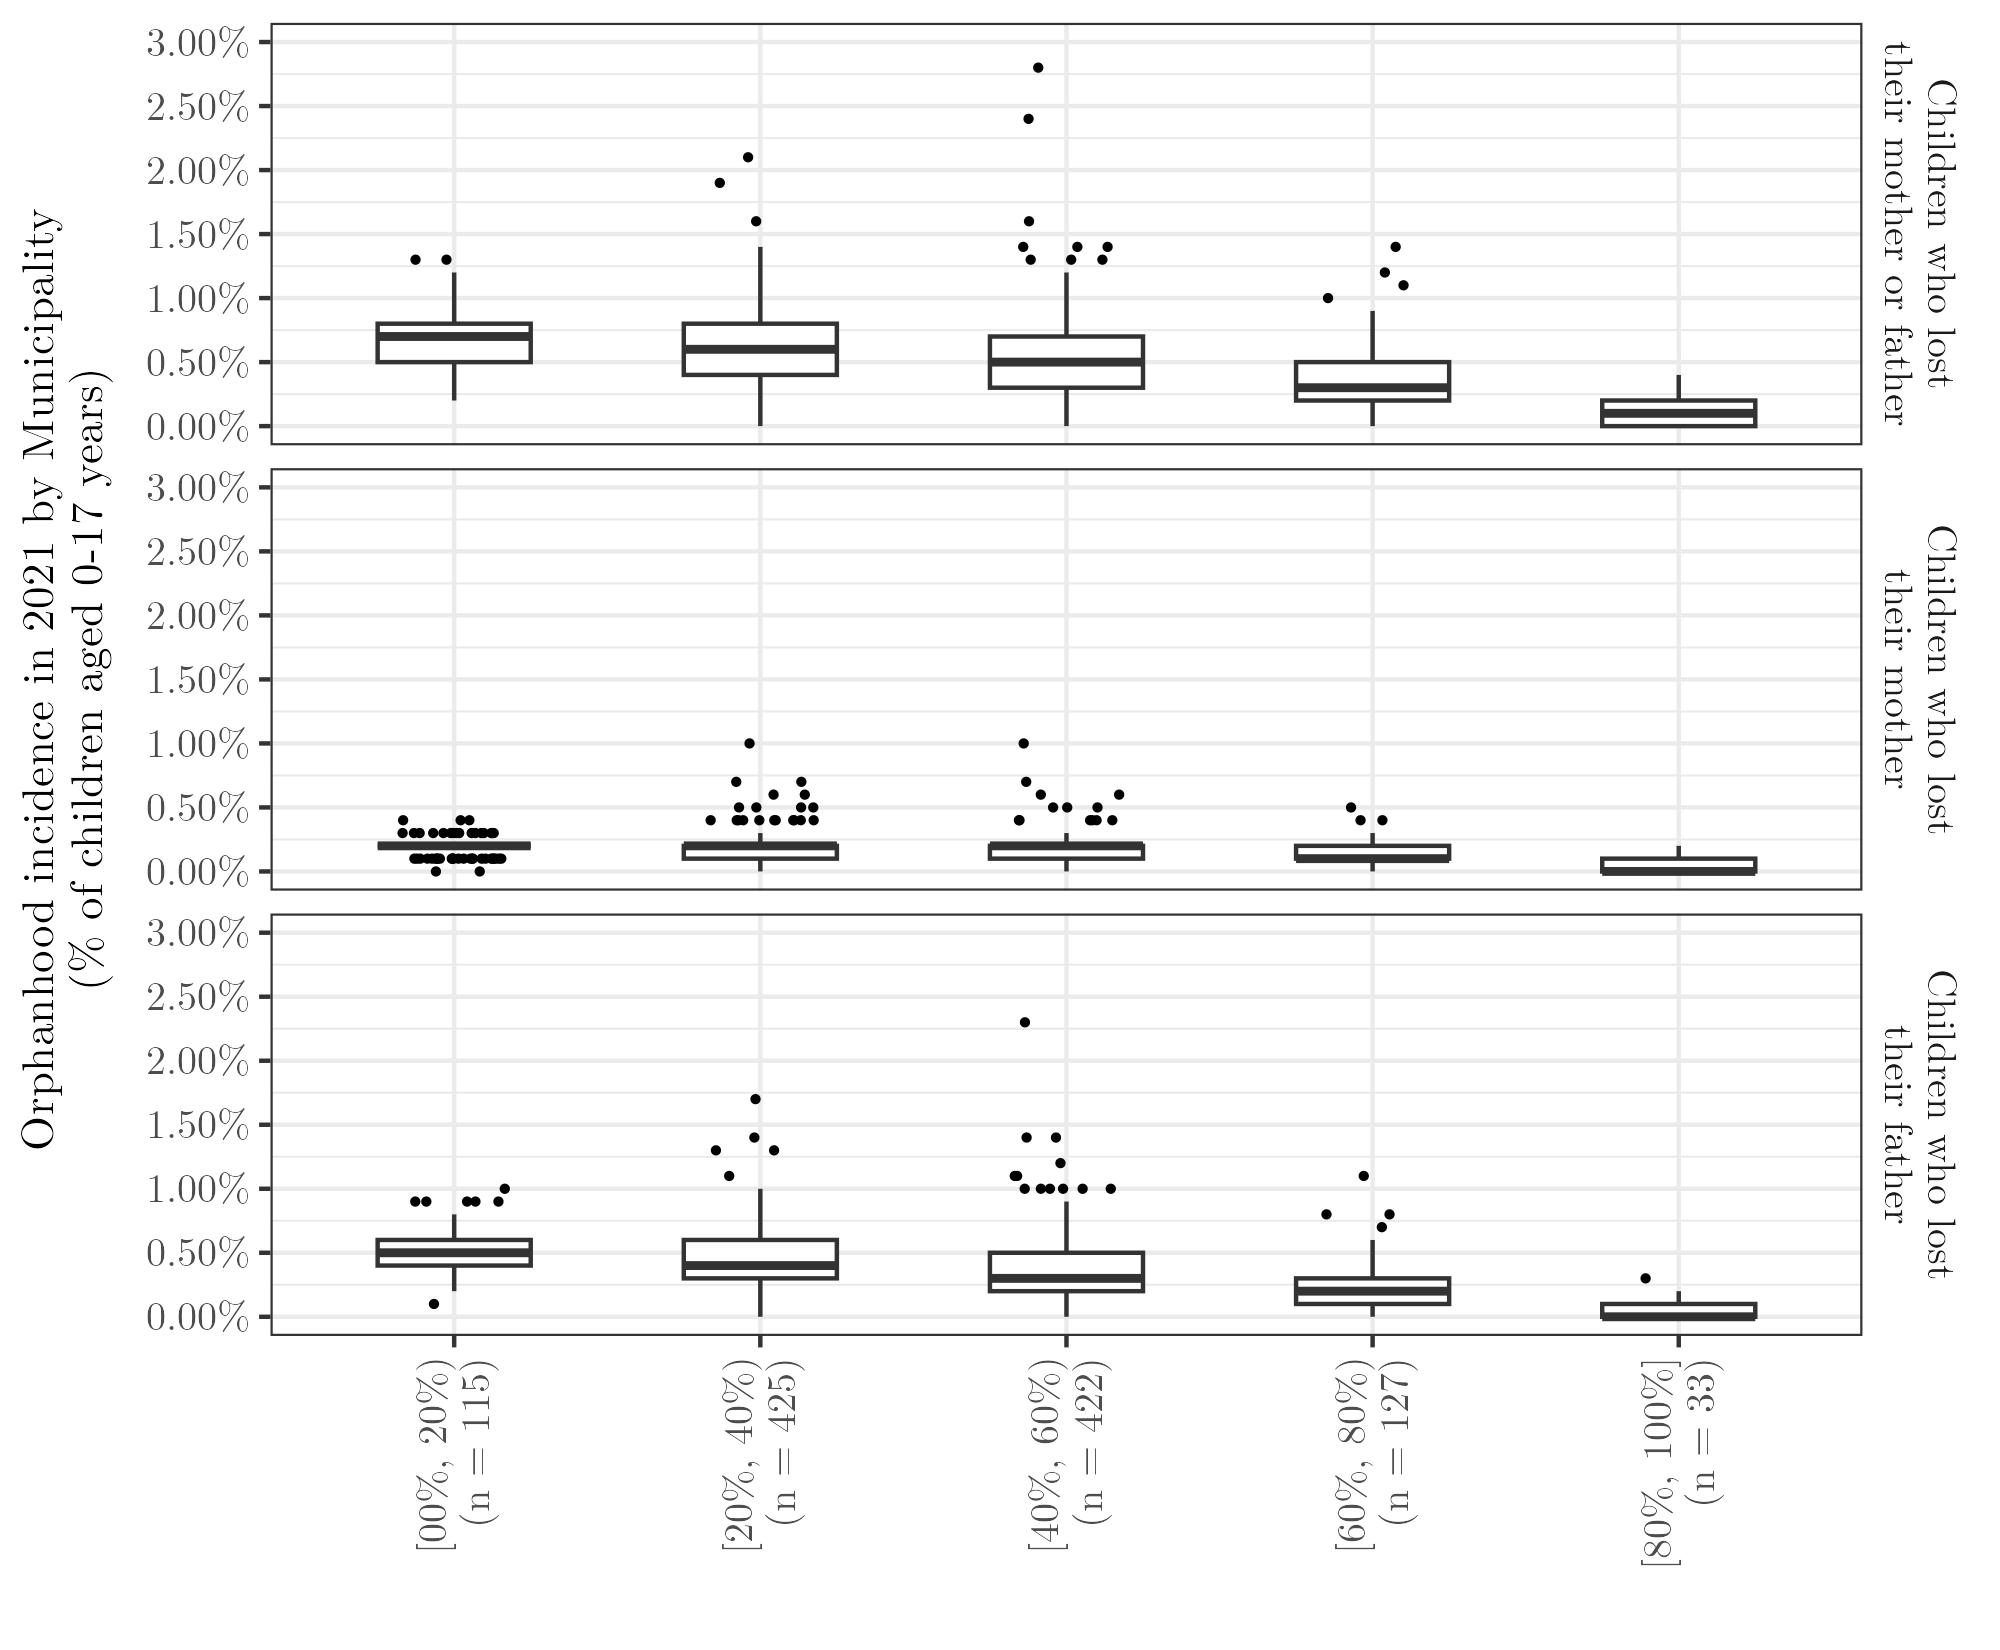 Orphanhood incidence in 2021 by Municipality
(% of children aged 0-17 years)
3.00%
2.50%
2.00%
1.50%
1.00%
0.50%
0.00%
Children who lost
their mother or father
3.00%
2.50%
2.00%
1.50%
1.00%
0.50%
0.00%
Children who lost
their mother
3.00%
2.50%
2.00%
1.50%
1.00%
0.50%
0.00%
Children who lost
their father
[00%, 20%)
(n = 115)
[20%, 40%)
(n = 425)
[40%, 60%)
(n = 422)
[60%, 80%)
(n = 127)
[80%, 100%]
(n = 33)